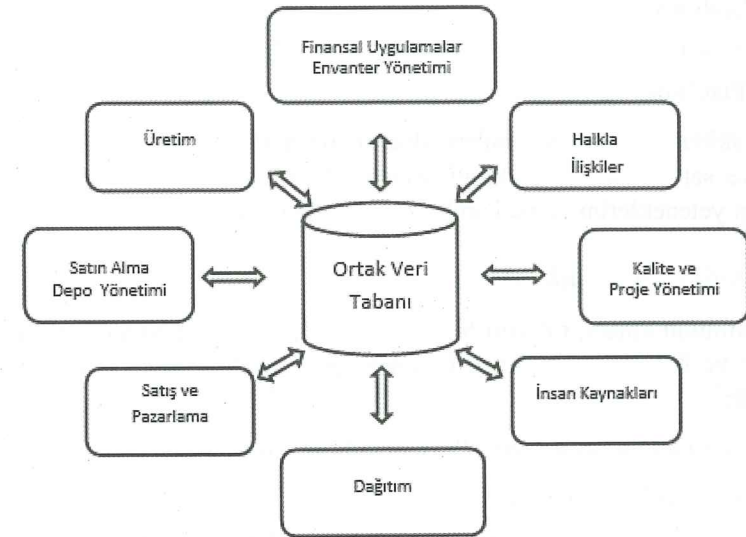 Finansal Uygulamalar
Envanter Yönetimi
Üretim
Halkla
İlişkiler
Satın Alma
Depo Yönetimi
Ortak Veri
Tabanı
Kalite ve
Proje Yönetimi
Satış ve
Pazarlama
İnsan Kaynakları
Dağıtım